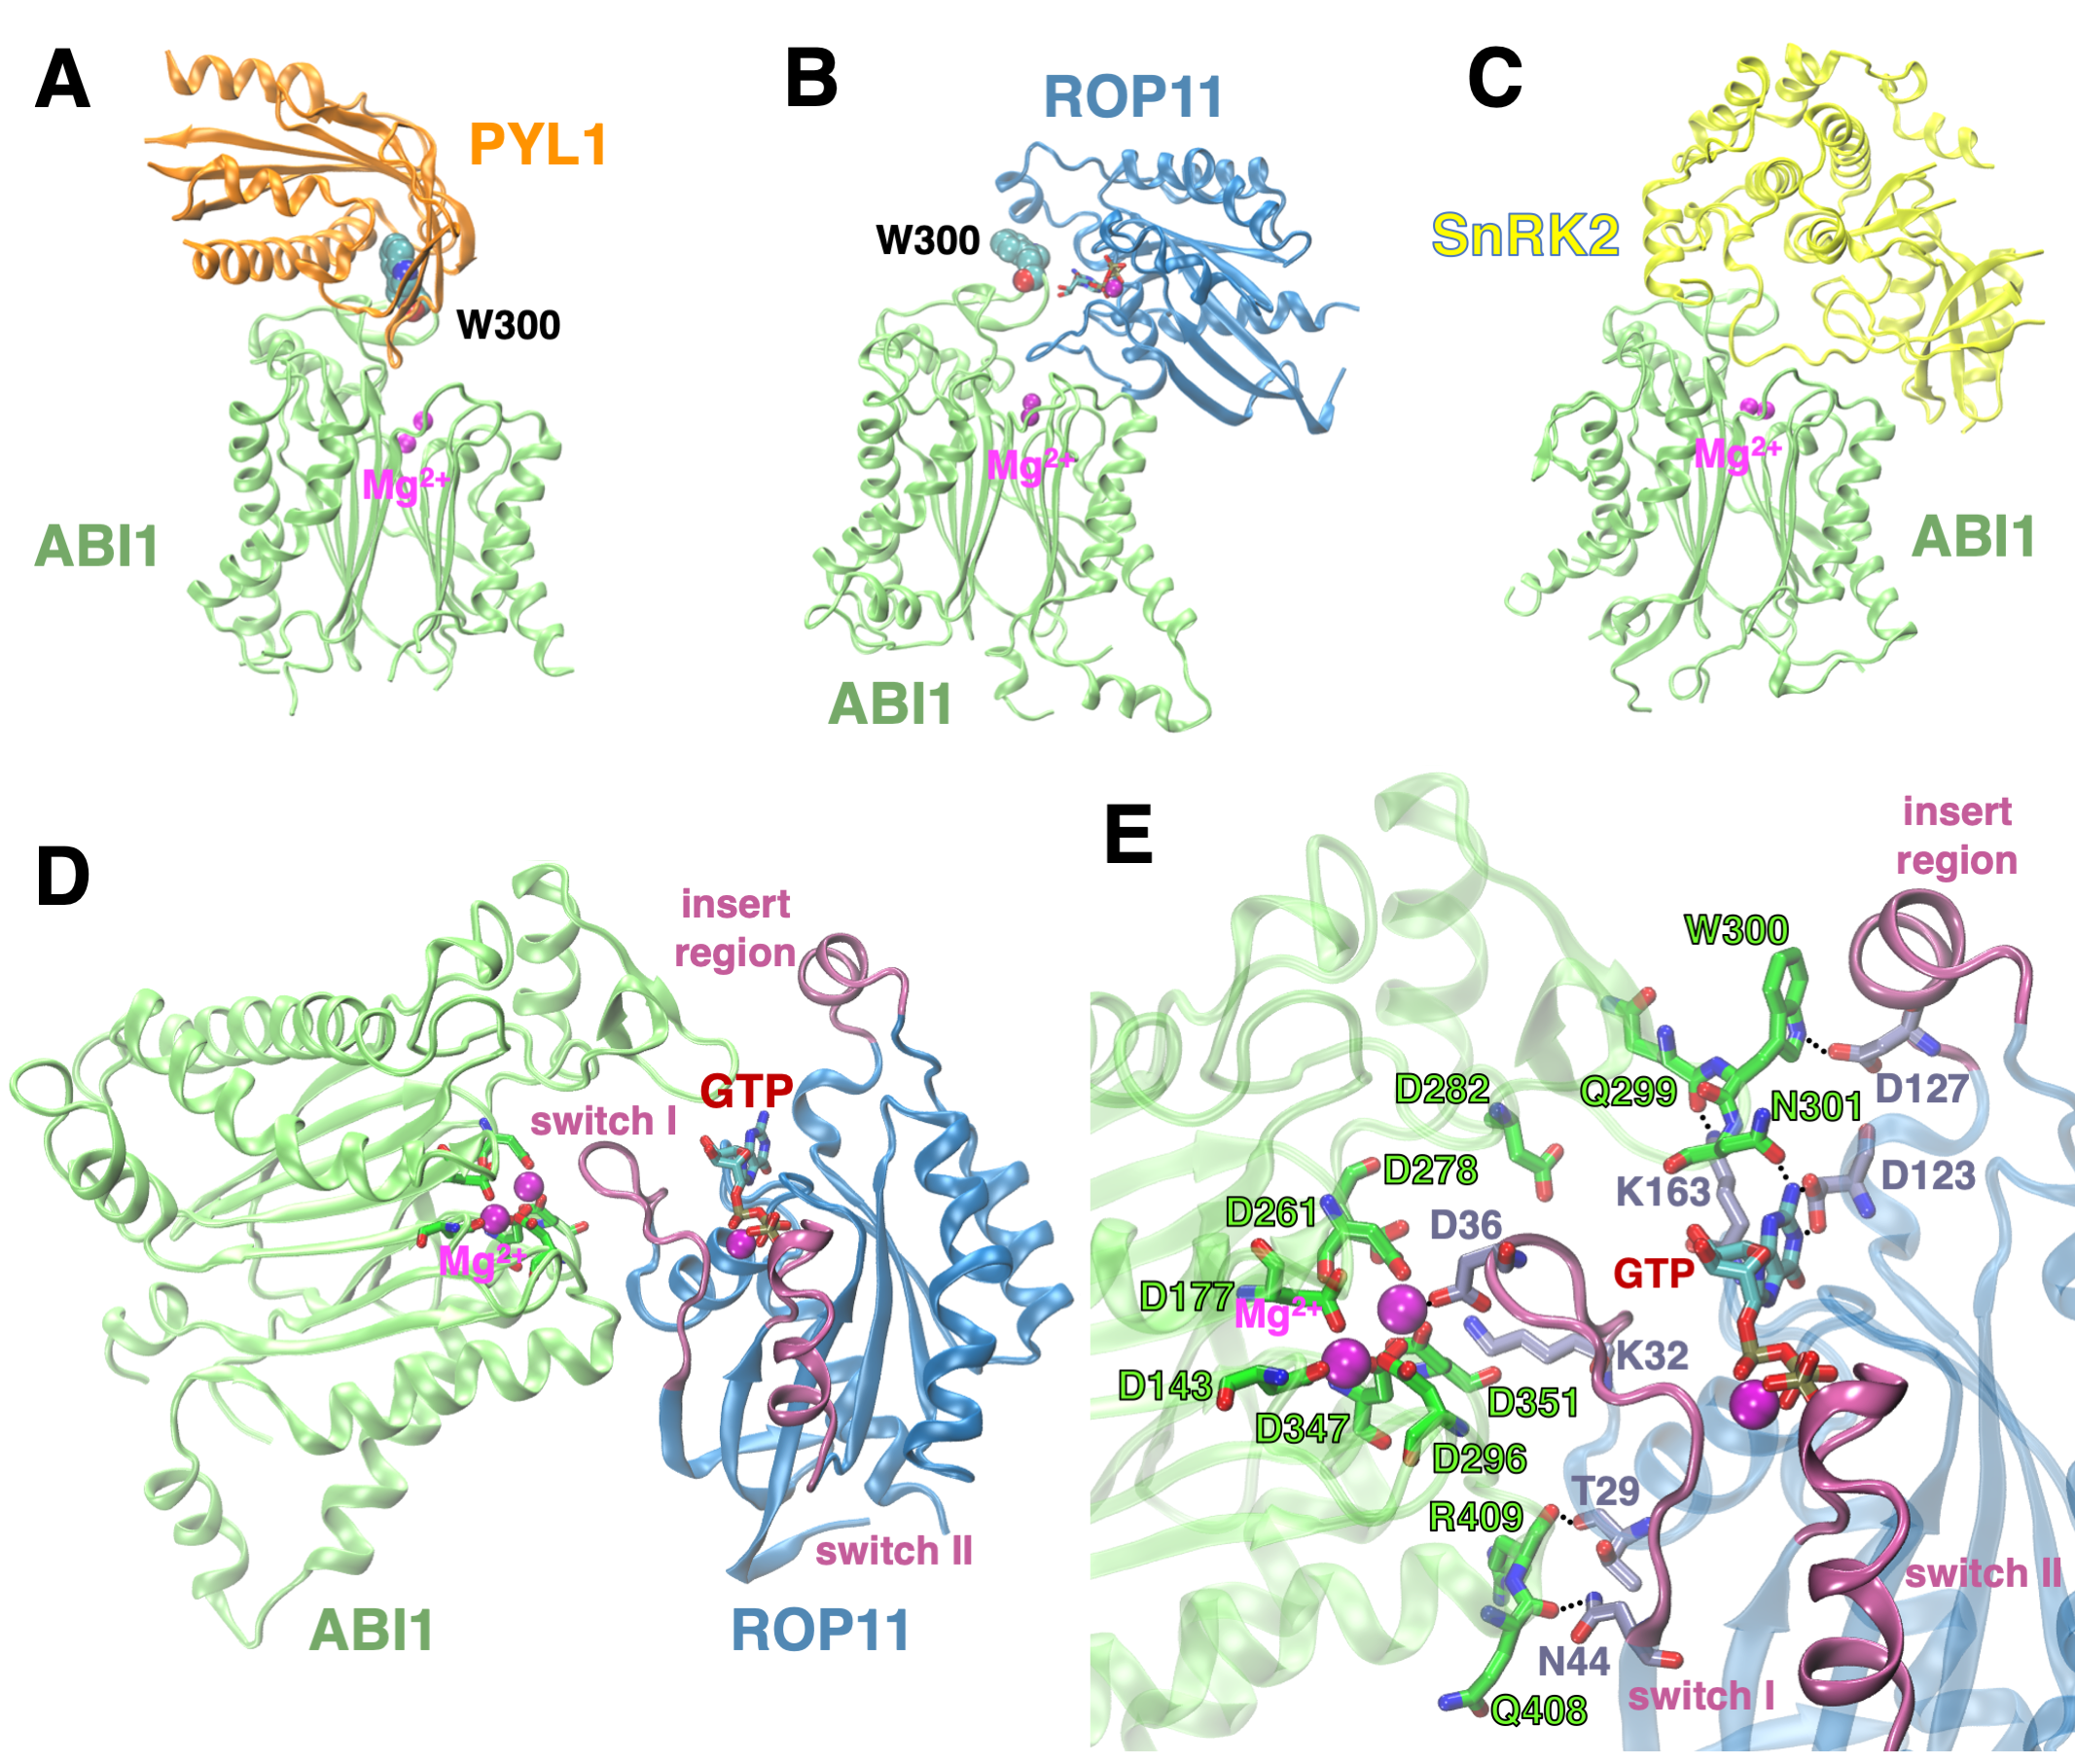 A
PYL1
W300
Mg2+
ABI1
B
ROP11
W300
Mg2+
ABI1
C
SnRK2
Mg2+
ABI1
D
insert
region
GTP
switch I
Mg2+
switch II
ABI1
ROP11
E
insert
region
W300
D282
Q299
N301
D127
D278
K163
D123
D261
D36
GTP
D177
Mg2+
K32
D143
D351
D347
D296
T29
R409
switch II
N44
switch I
Q408